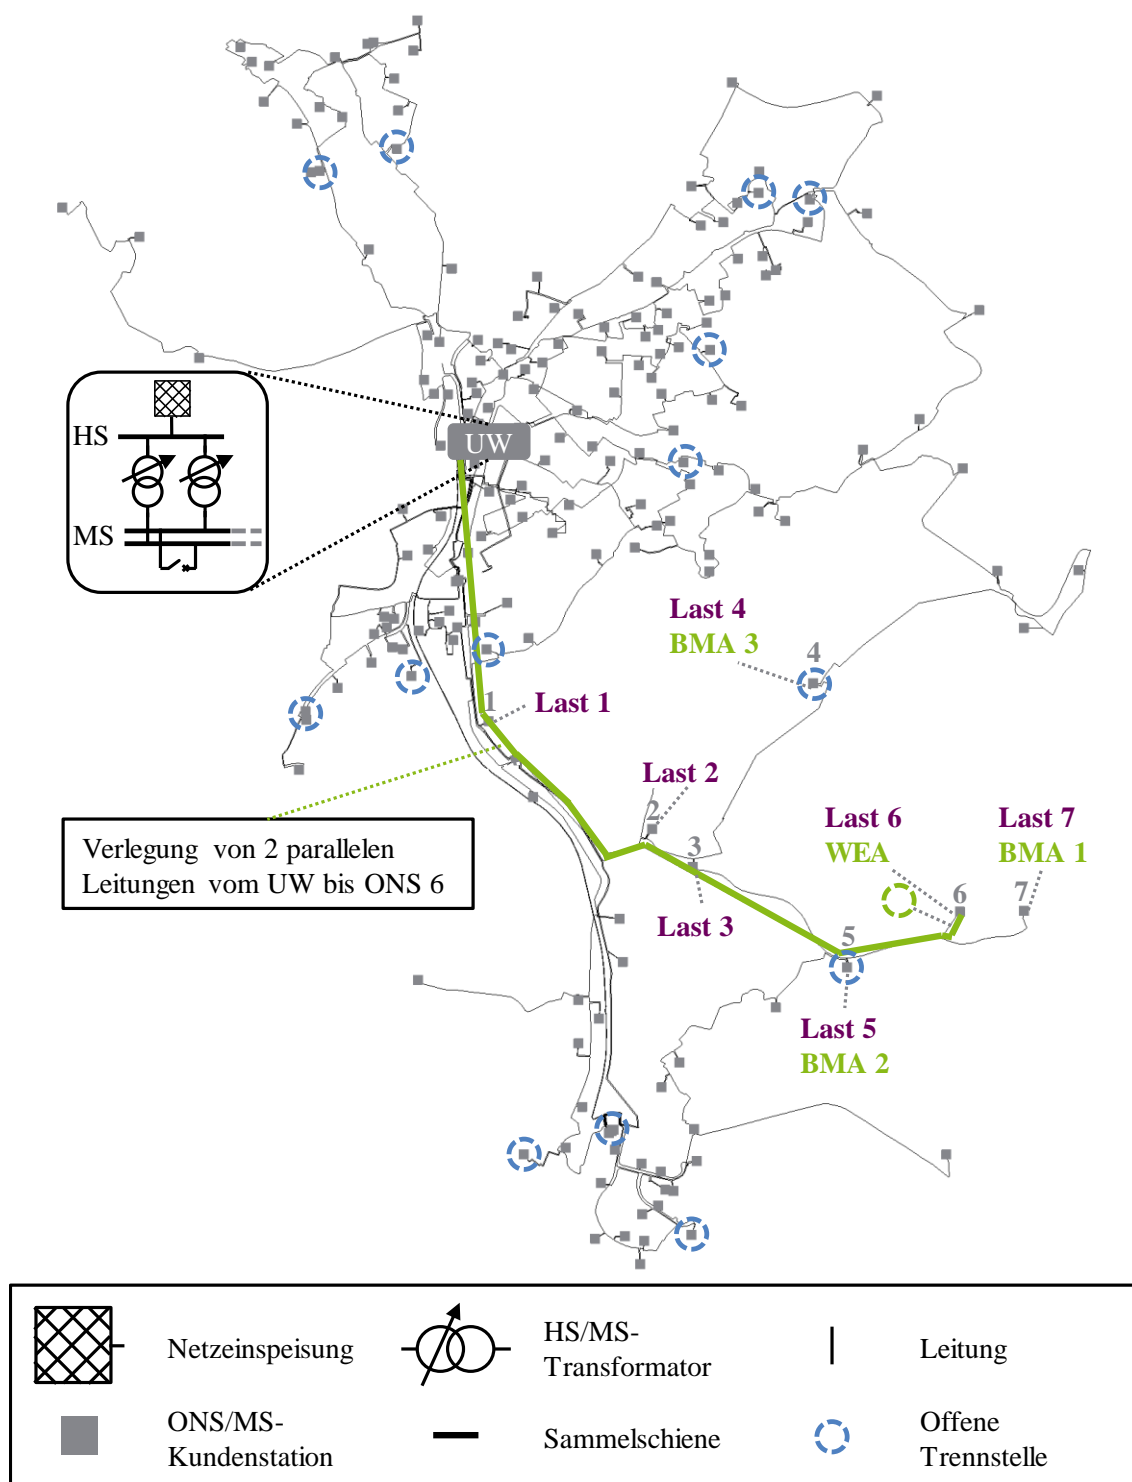 HS
UW
MS
Last 4
BMA 3
4
1
Last 1
Last 2
2
3
Last 3
Verlegung von 2 parallelen
Leitungen vom UW bis ONS 6
Last 6
WEA
6
Last 7
BMA 1
7
5
Last 5
BMA 2
Netzeinspeisung
HS/MS-
Transformator
Leitung
ONS/MS-
Kundenstation
Sammelschiene
Offene
Trennstelle